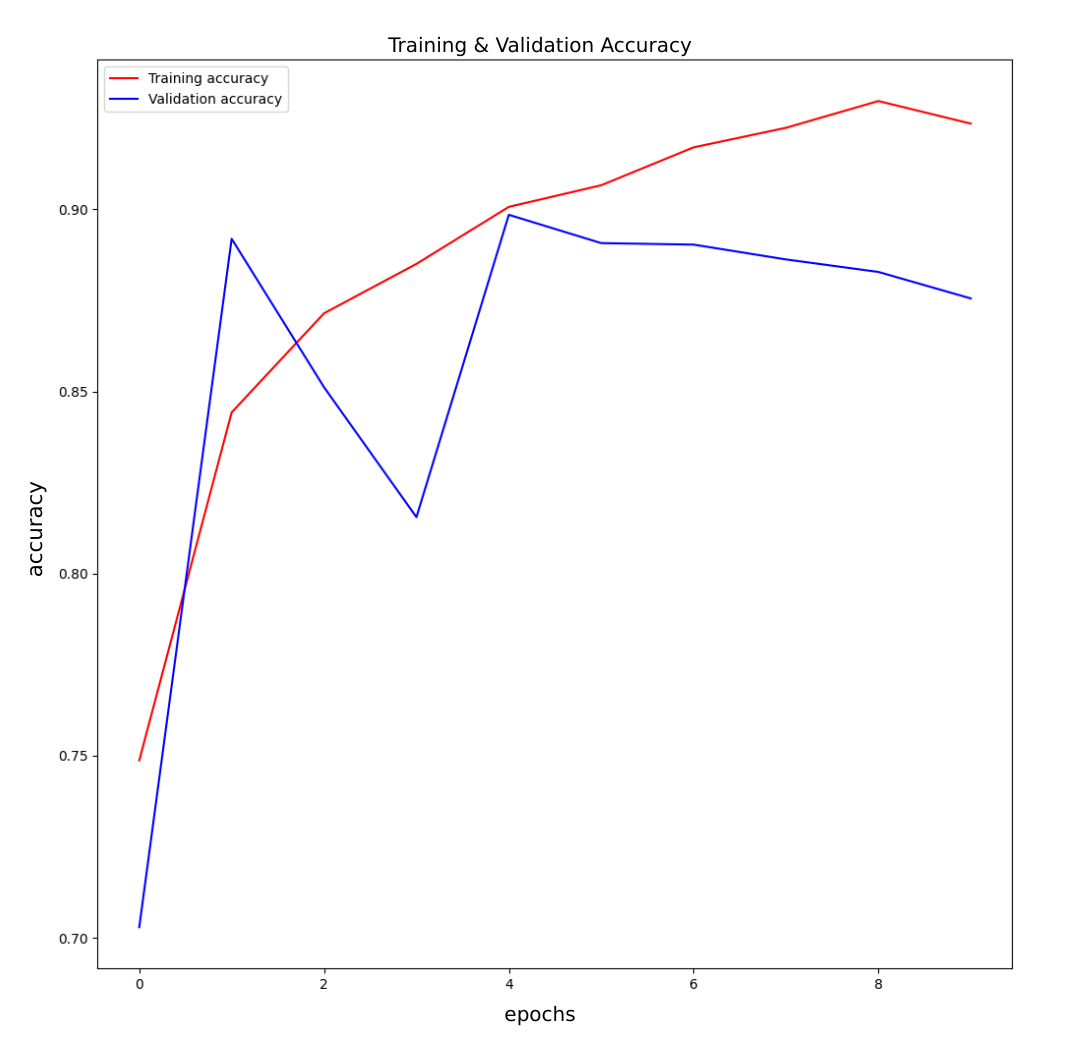 Training & Validation Accuracy
Training accuracy
Validation accuracy
0.90
0.85
0.80
0.75
0.70
accuracy
0 2 4 6 8
epochs